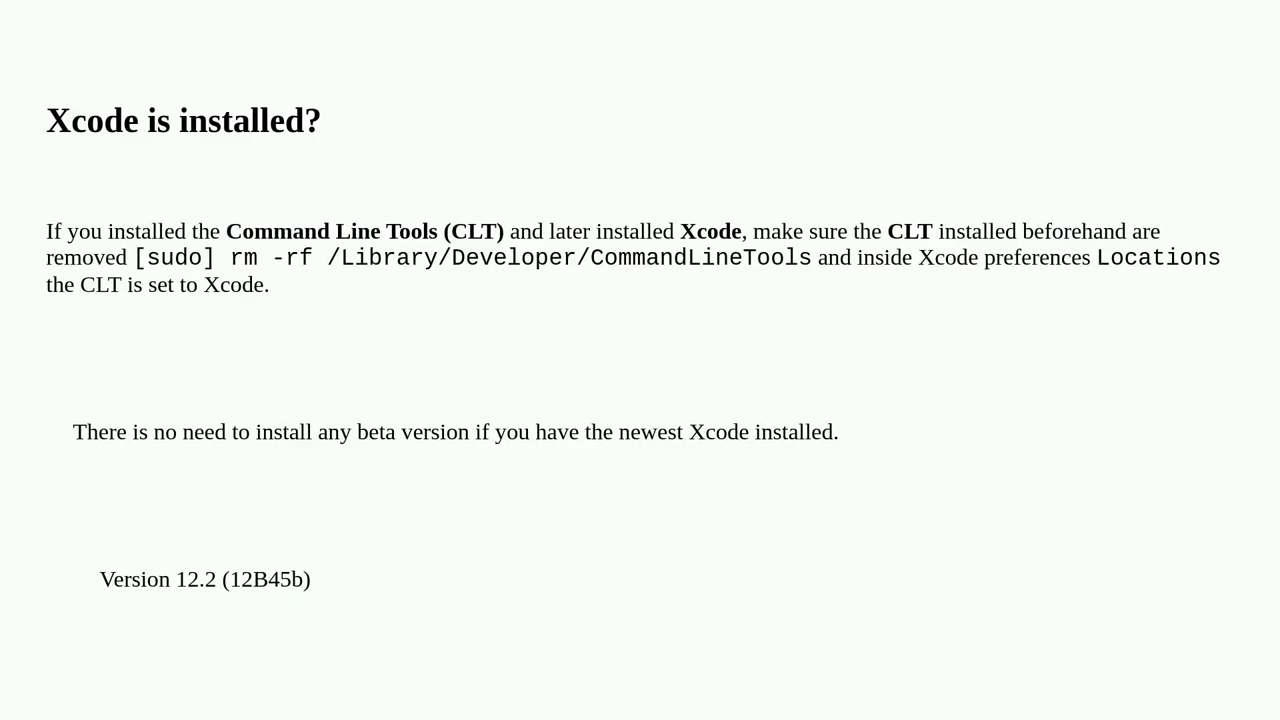 Xcode is installed?
If you installed the Command Line Tools (CLT) and later installed Xcode, make sure the CLT installed beforehand are
removed [sudo] rm -rf /Library/Developer/CommandLineTools and inside Xcode preferences Locations
the CLT is set to Xcode.
There is no need to install any beta version if you have the newest Xcode installed.
Version 12.2 (12B45b)